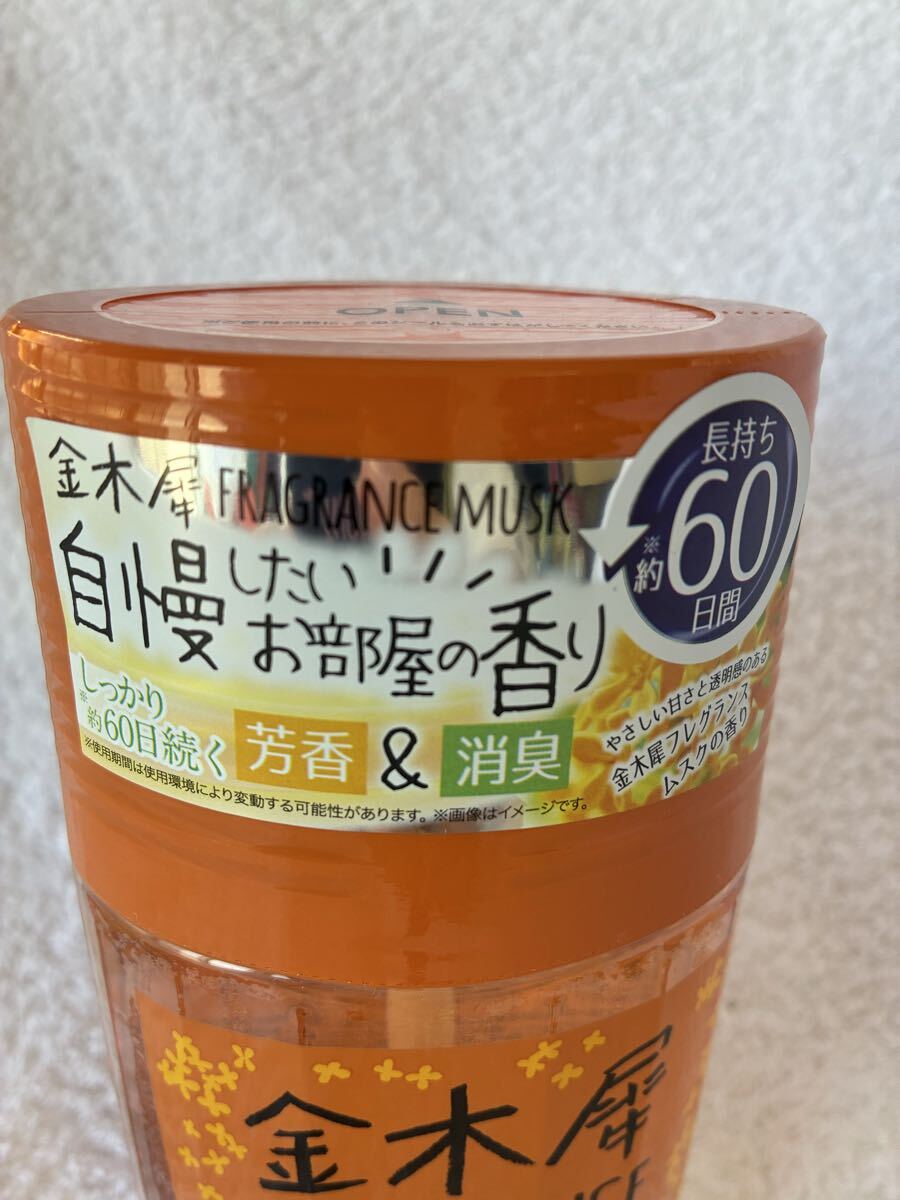 OPEN
金木犀 FRAGRANCE MUSK
自慢したい
お部屋の香り
長持ち
※約60
日間
しっかり
※約60日続く
芳香 & 消臭
やさしい甘さと透明感のある
金木犀フレグランス
ムスクの香り
※使用期間は使用環境により変動する可能性があります。※画像はイメージです。
金木犀